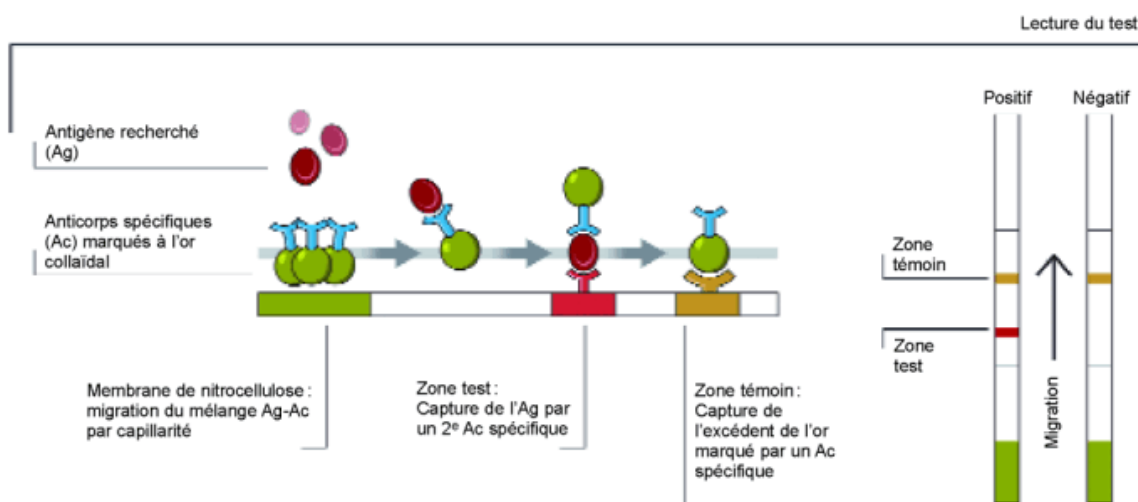 Lecture du test
Positif
Négatif
Antigène recherché
(Ag)
Anticorps spécifiques
(Ac) marqués à l'or
collaïdal
Zone
témoin
Zone
test
Migration
Membrane de nitrocellulose :
migration du mélange Ag-Ac
par capillarité
Zone test :
Capture de l'Ag par
un 2e Ac spécifique
Zone témoin :
Capture de
l'excédent de l'or
marqué par un Ac
spécifique